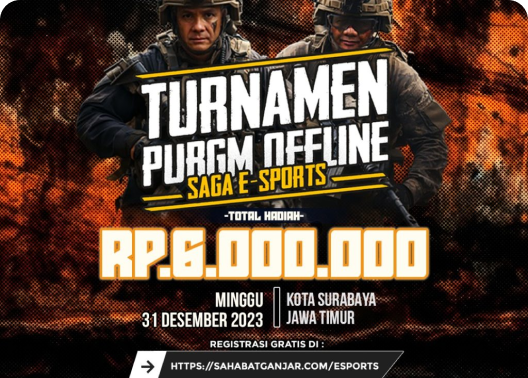 TURNAMEN
PUBGM OFFLINE
SAGA E-SPORTS
-TOTAL HADIAH-
RP.6.000.000
MINGGU
31 DESEMBER 2023
KOTA SURABAYA
JAWA TIMUR
REGISTRASI GRATIS DI :
HTTPS://SAHABATGANJAR.COM/ESPORTS